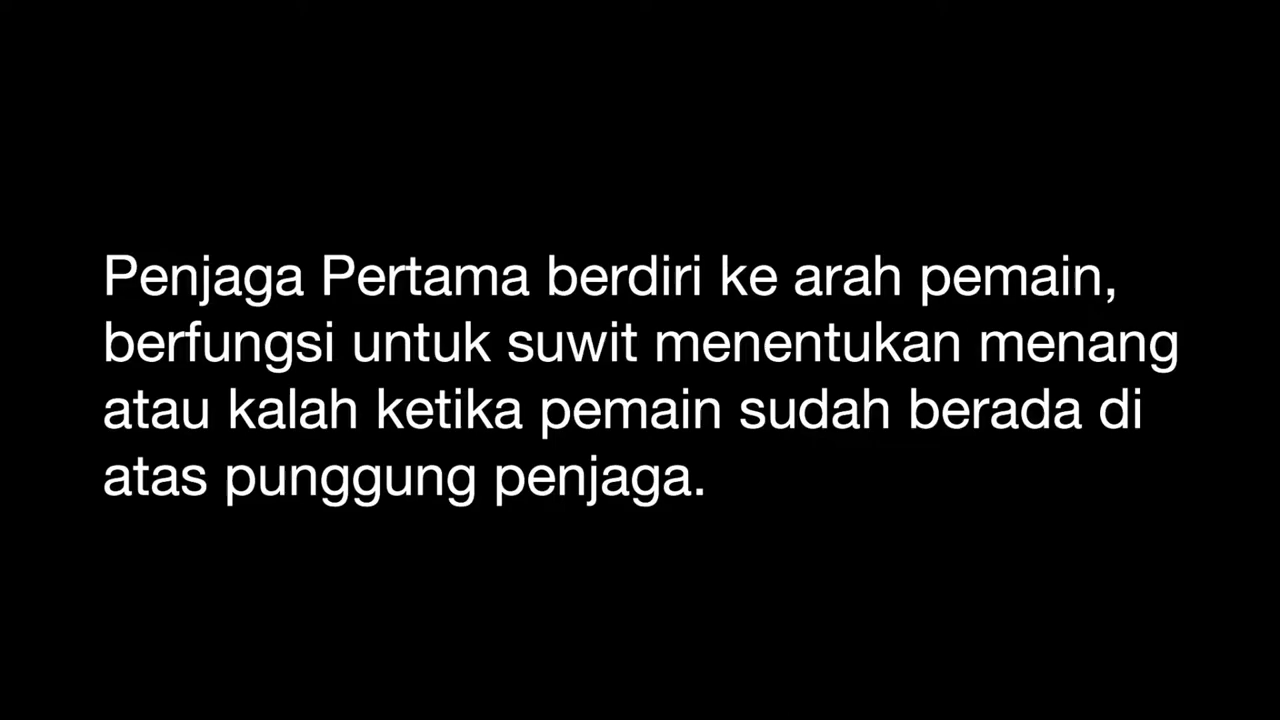 Penjaga Pertama berdiri ke arah pemain,
berfungsi untuk suwit menentukan menang
atau kalah ketika pemain sudah berada di
atas punggung penjaga.